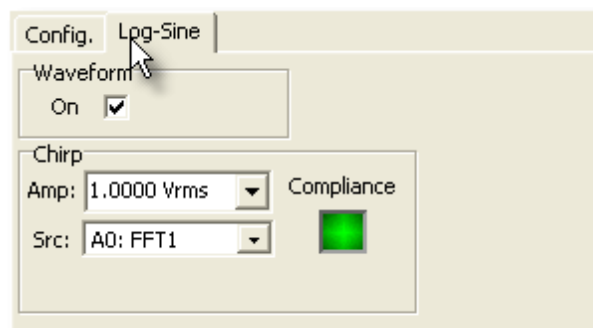 Config. Log-Sine
Waveform
On
Chirp
Amp: 1.0000 Vrms Compliance
Src: A0: FFT1